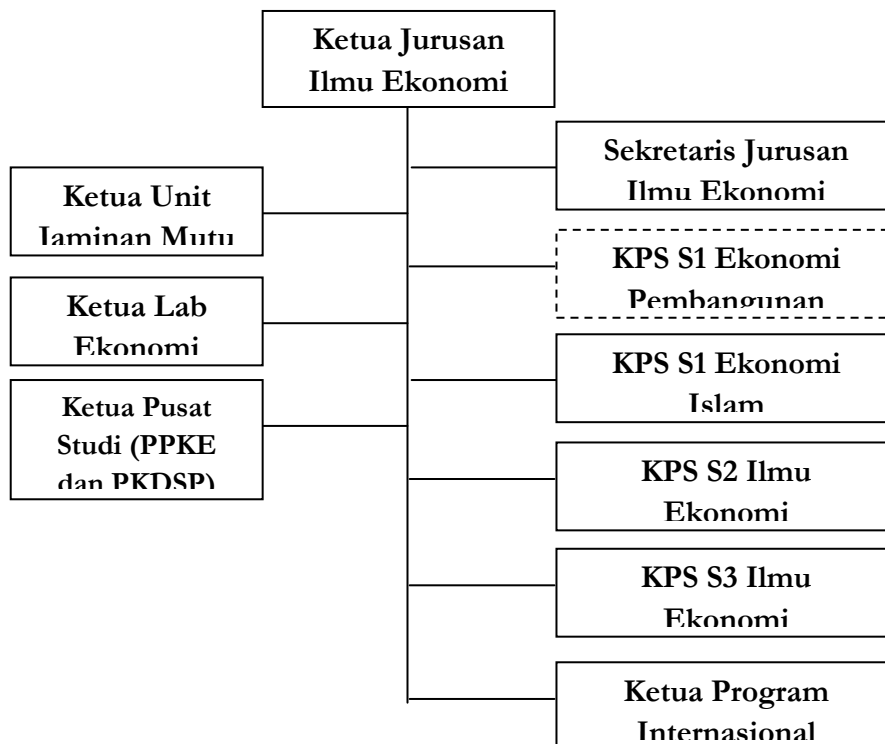 Ketua Jurusan
Ilmu Ekonomi
Sekretaris Jurusan
Ilmu Ekonomi
Ketua Unit
Jaminan Mutu
KPS S1 Ekonomi
Pembangunan
Ketua Lab
Ekonomi
KPS S1 Ekonomi
Islam
Ketua Pusat
Studi (PPKE
dan PKDSP)
KPS S2 Ilmu
Ekonomi
KPS S3 Ilmu
Ekonomi
Ketua Program
Internasional